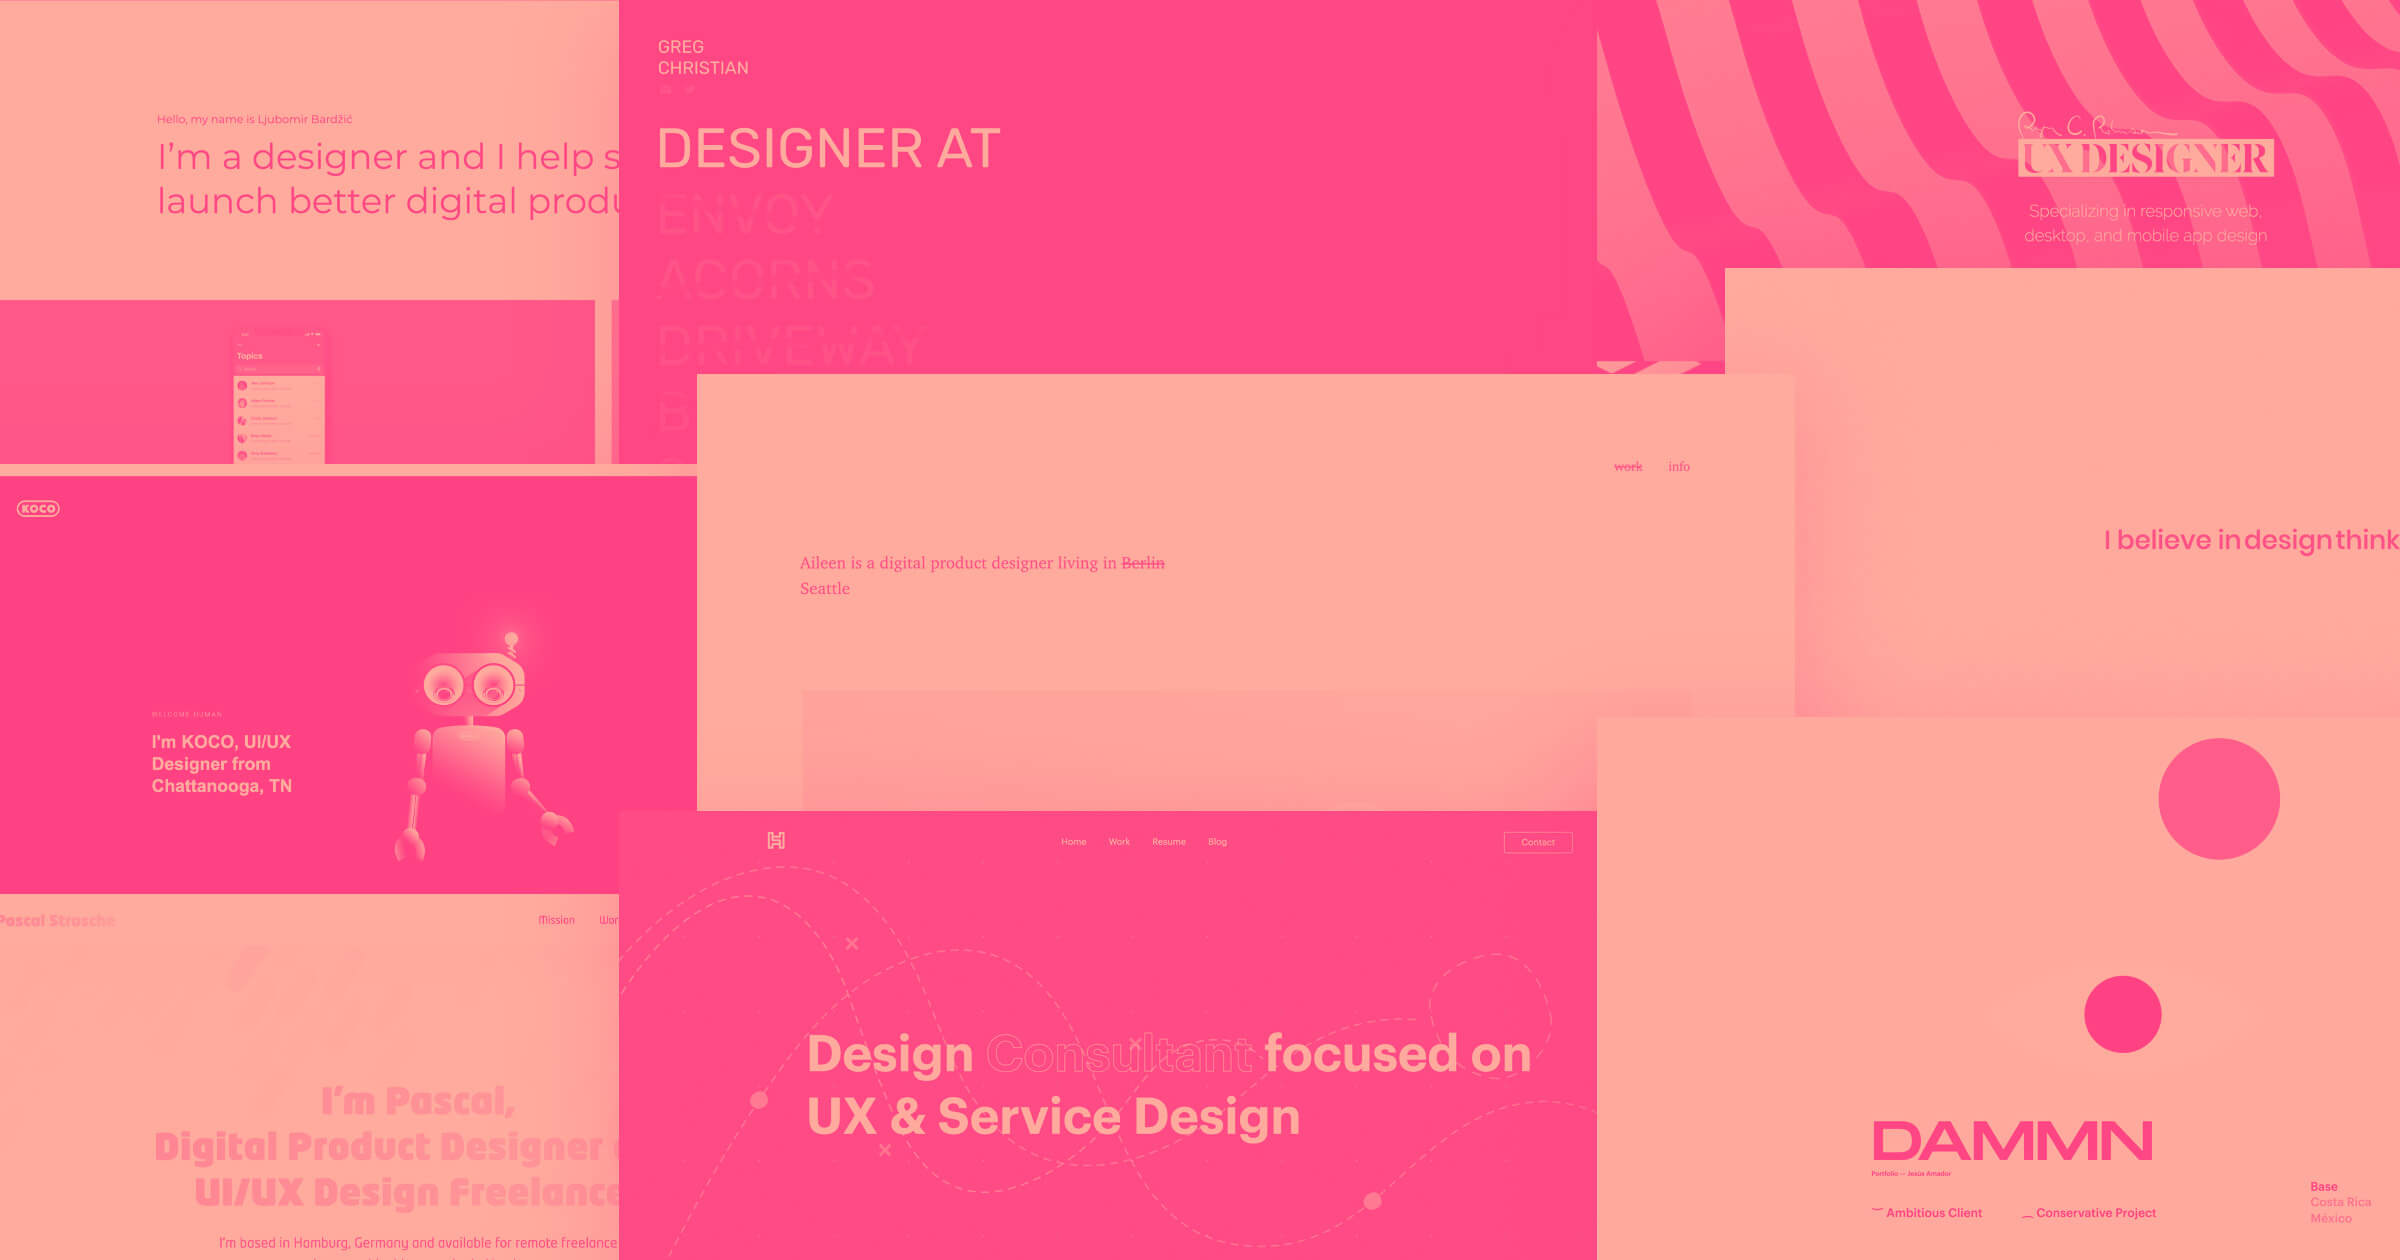 Hello, my name is Ljubomir Bardžić
I'm a designer and I help s
launch better digital produ
Topics
GREG
CHRISTIAN
DESIGNER AT
ENVOY
ACORNS
DRIVEWAY
B
UX DESIGNER
Specializing in responsive web,
desktop, and mobile app design
I believe in design think
KOCO
WELCOME HUMAN
I'm KOCO, UI/UX
Designer from
Chattanooga, TN
work info
Aileen is a digital product designer living in Berlin
Seattle
Pascal Strasche
Mission Wor
I'm Pascal,
Digital Product Designer
UI/UX Design Freelance
I'm based in Hamburg, Germany and available for remote freelance
H
Home Work Resume Blog Contact
Design Consultant focused on
UX & Service Design
DAMMN
Portfolio — Jesús Amador
Ambitious Client Conservative Project
Base
Costa Rica
México